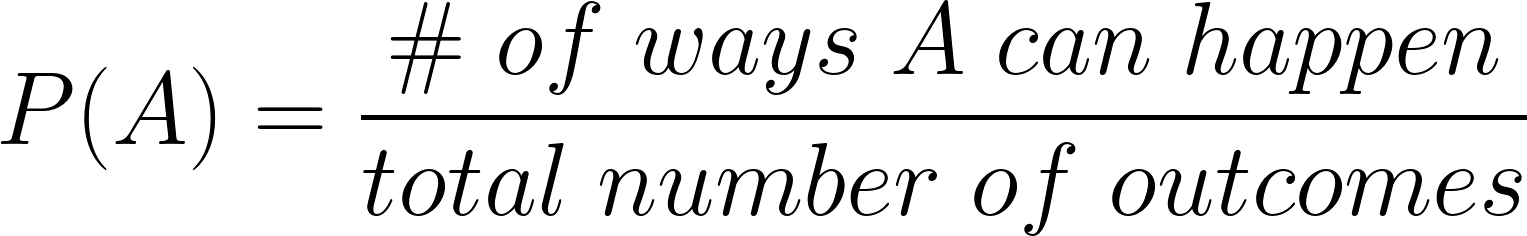 # of ways A can happen
P(A) =
total number of outcomes